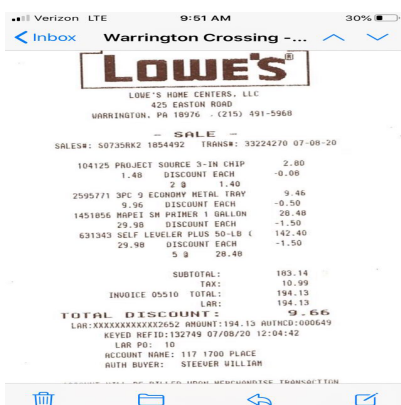 Verizon LTE 9:51 AM 30%
Inbox Warrington Crossing -...
LOWE'S
LOWE'S HOME CENTERS, LLC
425 EASTON ROAD
WARRINGTON, PA 18976 . (215) 491-5968
- SALE -
SALES#: S0735RK2 1854492 TRANS#: 33224270 07-08-20
104125 PROJECT SOURCE 3-IN CHIP 2.80
1.48 DISCOUNT EACH -0.08
2 @ 1.40
2595771 3PC 9 ECONOMY METAL TRAY 9.46
9.96 DISCOUNT EACH -0.50
1451856 MAPEI SM PRIMER 1 GALLON 28.48
29.98 DISCOUNT EACH -1.50
631343 SELF LEVELER PLUS 50-LB ( 142.40
29.98 DISCOUNT EACH -1.50
5 @ 28.48
SUBTOTAL: 183.14
TAX: 10.99
INVOICE 05510 TOTAL: 194.13
LAR: 194.13
TOTAL DISCOUNT: 9.66
LAR:XXXXXXXXXXXX2652 AMOUNT:194.13 AUTHCD:000649
KEYED REFID:132749 07/08/20 12:04:42
LAR PO: 10
ACCOUNT NAME: 117 1700 PLACE
AUTH BUYER: STEEVER WILLIAM
ACCOUNT WILL BE BILLED UPON MERCHANDISE TRANSACTION